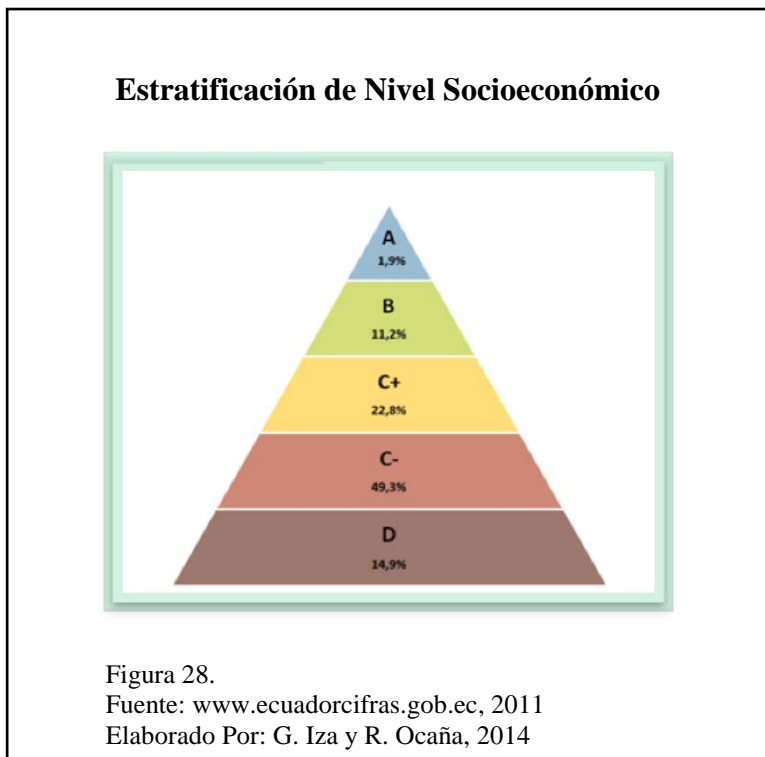 Estratificación de Nivel Socioeconómico
A
1,9%
B
11,2%
C+
22,8%
C-
49,3%
D
14,9%
Figura 28.
Fuente: www.ecuadorcifras.gob.ec, 2011
Elaborado Por: G. Iza y R. Ocaña, 2014